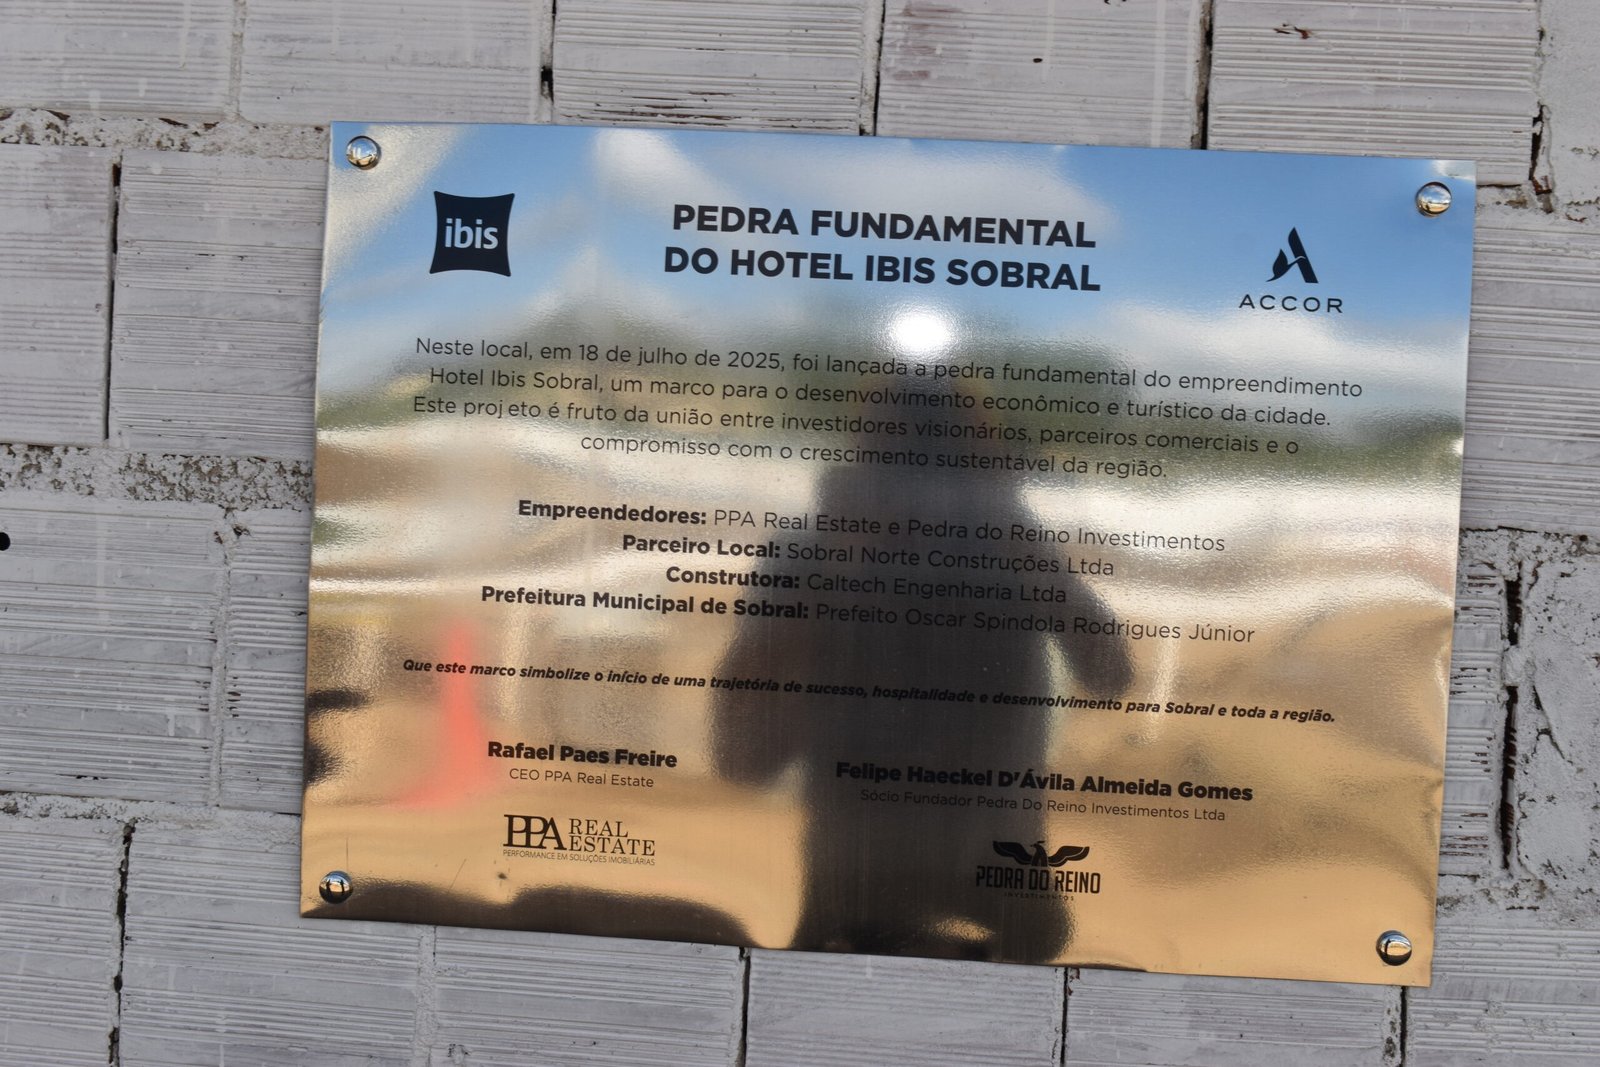 ibis
PEDRA FUNDAMENTAL
DO HOTEL IBIS SOBRAL
ACCOR
Neste local, em 18 de julho de 2025, foi lançada a pedra fundamental do empreendimento
Hotel Ibis Sobral, um marco para o desenvolvimento econômico e turístico da cidade.
Este projeto é fruto da união entre investidores visionários, parceiros comerciais e o
compromisso com o crescimento sustentável da região.
Empreendedores: PPA Real Estate e Pedra do Reino Investimentos
Parceiro Local: Sobral Norte Construções Ltda
Construtora: Caltech Engenharia Ltda
Prefeitura Municipal de Sobral: Prefeito Oscar Spindola Rodrigues Júnior
Que este marco simbolize o início de uma trajetória de sucesso, hospitalidade e desenvolvimento para Sobral e toda a região.
Rafael Paes Freire
CEO PPA Real Estate
PPA REAL ESTATE
PERFORMANCE EM SOLUÇÕES IMOBILIÁRIAS
Felipe Haeckel D'Ávila Almeida Gomes
Sócio Fundador Pedra Do Reino Investimentos Ltda
PEDRA DO REINO
INVESTIMENTOS